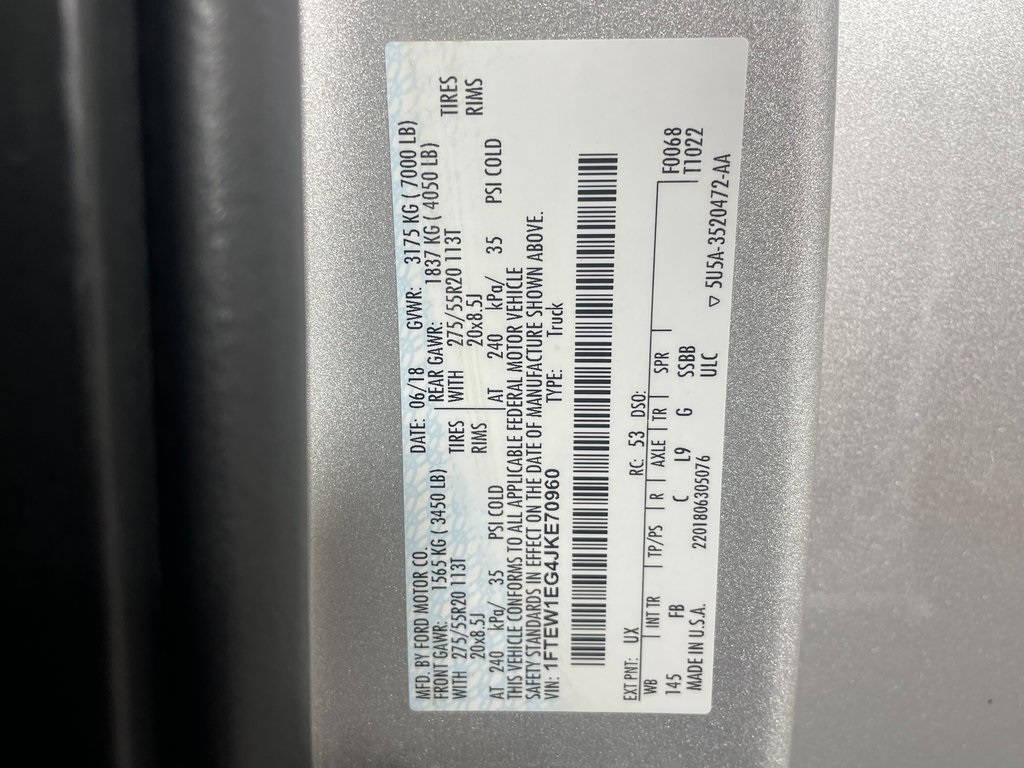 MFD. BY FORD MOTOR CO. DATE: 06/18 GVWR: 3175 KG ( 7000 LB)
FRONT GAWR: 1565 KG ( 3450 LB) REAR GAWR: 1837 KG ( 4050 LB)
WITH 275/55R20 113T TIRES WITH 275/55R20 113T TIRES
20x8.5J RIMS 20x8.5J RIMS
AT 240 kPa/ 35 PSI COLD AT 240 kPa/ 35 PSI COLD
THIS VEHICLE CONFORMS TO ALL APPLICABLE FEDERAL MOTOR VEHICLE
SAFETY STANDARDS IN EFFECT ON THE DATE OF MANUFACTURE SHOWN ABOVE.
VIN: 1FTEW1EG4JKE70960 TYPE: Truck
EXT PNT: UX RC: 53 DSO:
WB INT TR TP/PS R AXLE TR SPR F0068
145 FB C L9 G SSBB T1022
MADE IN U.S.A. 2201806305076 ULC
▽ 5U5A-3520472-AA